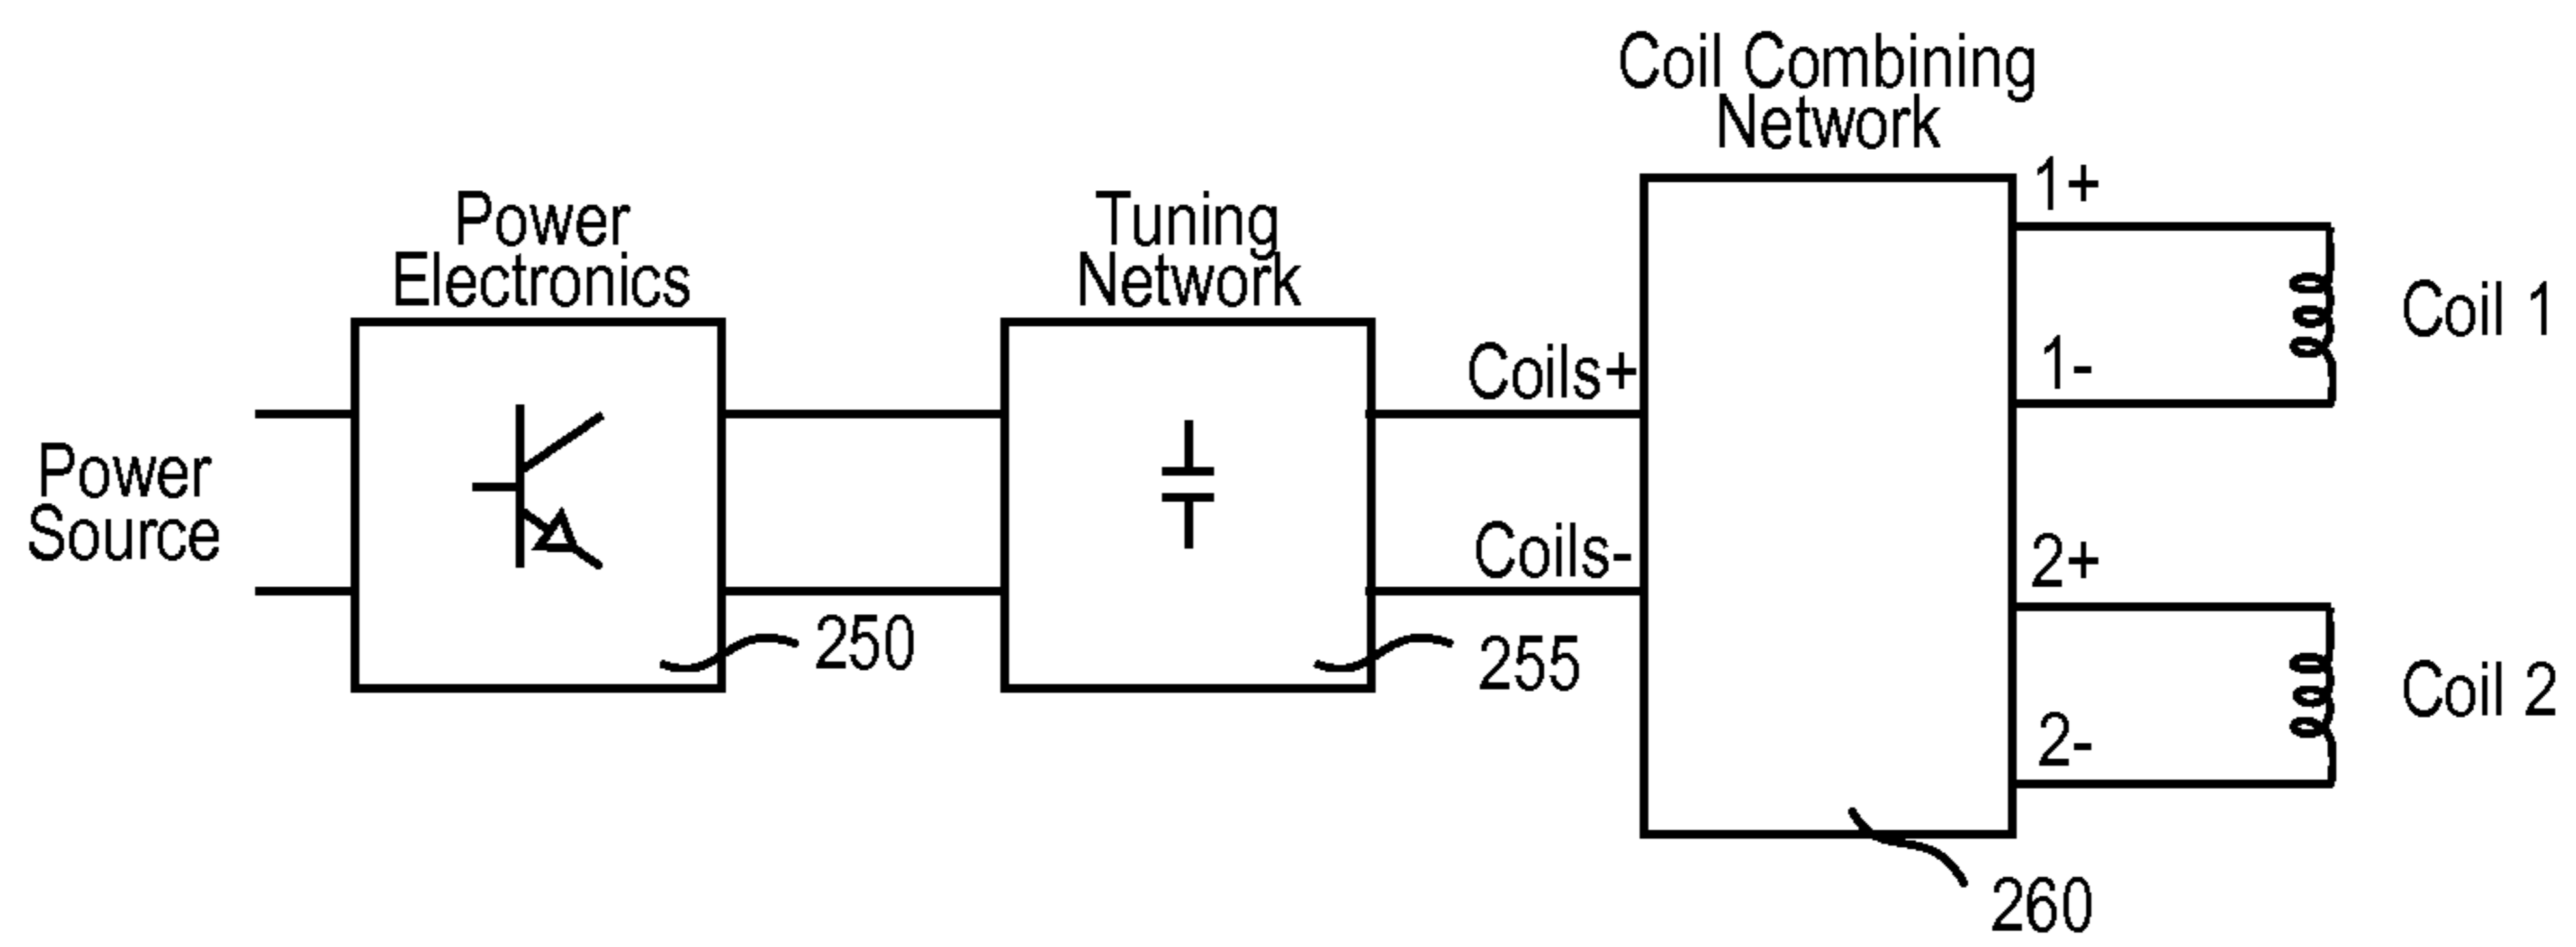 Coil Combining
Network
1+
Power
Electronics
Tuning
Network
Coil 1
Coils+
1-
Power
Source
Coils-
2+
250
255
Coil 2
2-
260